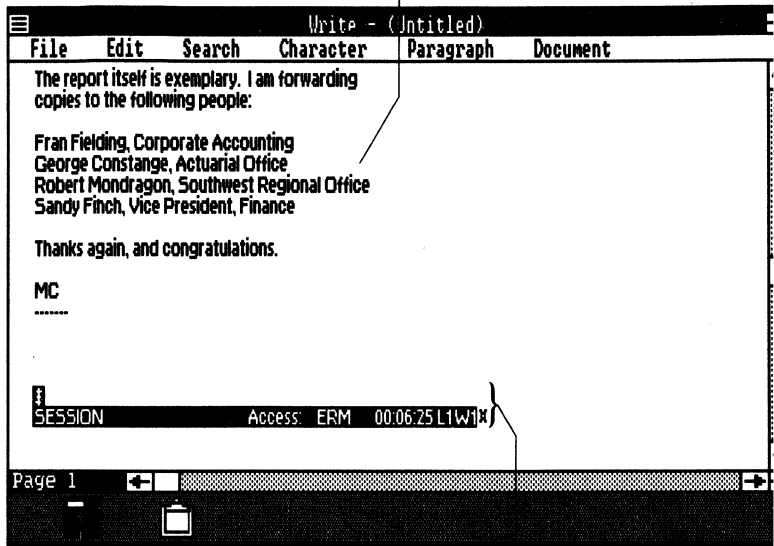 Write - (Untitled)
File Edit Search Character Paragraph Document
The report itself is exemplary. I am forwarding
copies to the following people:
Fran Fielding, Corporate Accounting
George Constange, Actuarial Office
Robert Mondragon, Southwest Regional Office
Sandy Finch, Vice President, Finance
Thanks again, and congratulations.
MC
-------
SESSION Access: ERM 00:06:25 L1W1x
Page 1